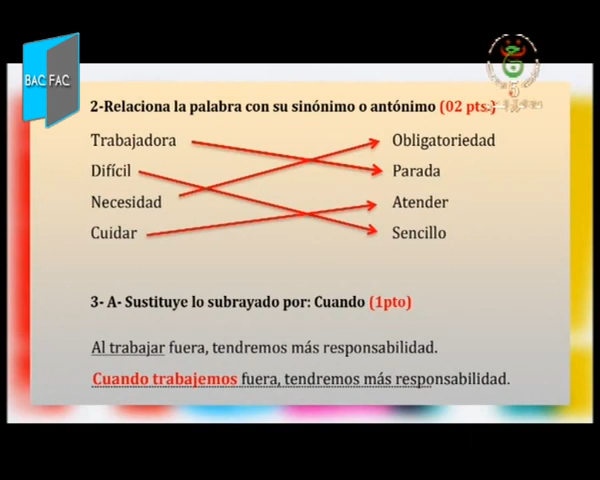 BAC FAC
2-Relaciona la palabra con su sinónimo o antónimo (02 pts.)
Trabajadora Obligatoriedad
Difícil Parada
Necesidad Atender
Cuidar Sencillo
3- A- Sustituye lo subrayado por: Cuando (1pto)
Al trabajar fuera, tendremos más responsabilidad.
Cuando trabajemos fuera, tendremos más responsabilidad.